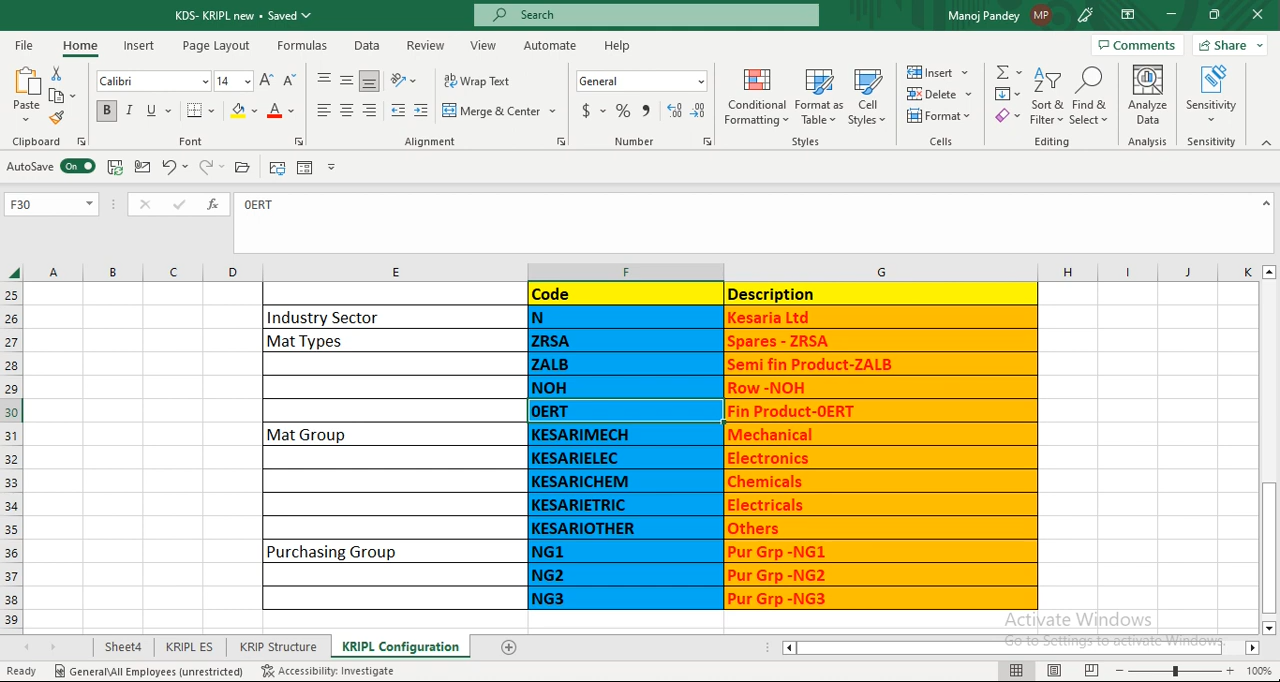 KDS- KRIPL new • Saved
Search
Manoj Pandey MP
File Home Insert Page Layout Formulas Data Review View Automate Help Comments Share
Paste
Calibri 14
B I U
Wrap Text
Merge & Center
General
$ % 9
Conditional Formatting
Format as Table
Cell Styles
Insert
Delete
Format
Sort & Filter
Find & Select
Analyze Data
Sensitivity
Clipboard Font Alignment Number Styles Cells Editing Analysis Sensitivity
AutoSave On
F30 fx 0ERT
A B C D E F G H I J K
25 Code Description
26 Industry Sector N Kesaria Ltd
27 Mat Types ZRSA Spares - ZRSA
28 ZALB Semi fin Product-ZALB
29 NOH Row -NOH
30 0ERT Fin Product-0ERT
31 Mat Group KESARIMECH Mechanical
32 KESARIELEC Electronics
33 KESARICHEM Chemicals
34 KESARIETRIC Electricals
35 KESARIOTHER Others
36 Purchasing Group NG1 Pur Grp -NG1
37 NG2 Pur Grp -NG2
38 NG3 Pur Grp -NG3
39
Activate Windows
Go to Settings to activate Windows.
Sheet4 KRIPL ES KRIP Structure KRIPL Configuration
Ready General\All Employees (unrestricted) Accessibility: Investigate 100%